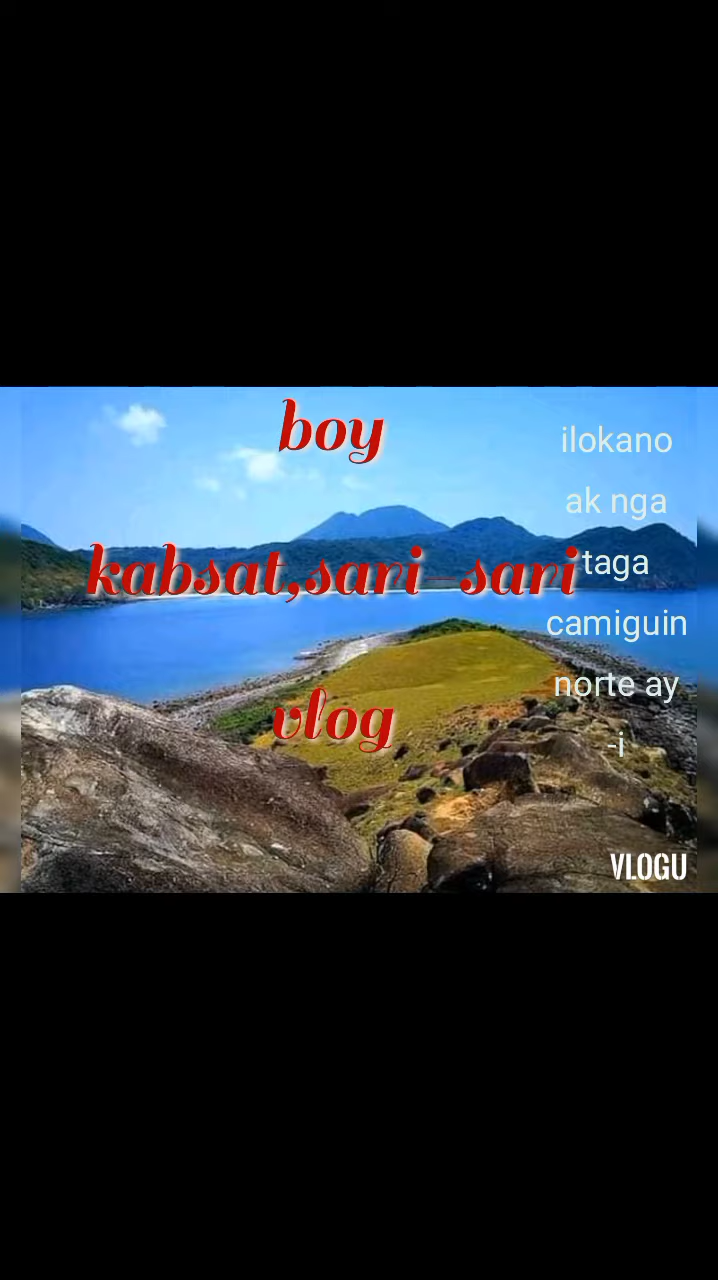 boy
kabsat,sari-sari
vlog
ilokano
ak nga
taga
camiguin
norte ay
-i
VLOGU